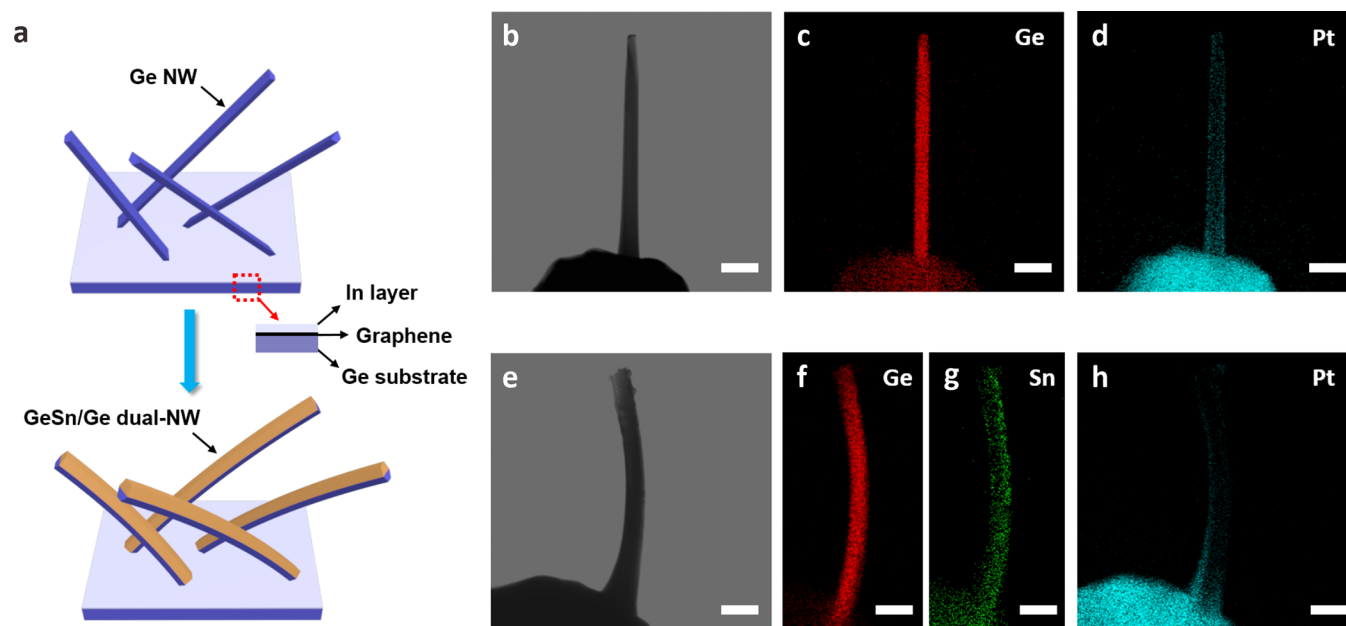 a
Ge NW
In layer
Graphene
Ge substrate
GeSn/Ge dual-NW
b
c
Ge
d
Pt
e
f
Ge
g
Sn
h
Pt